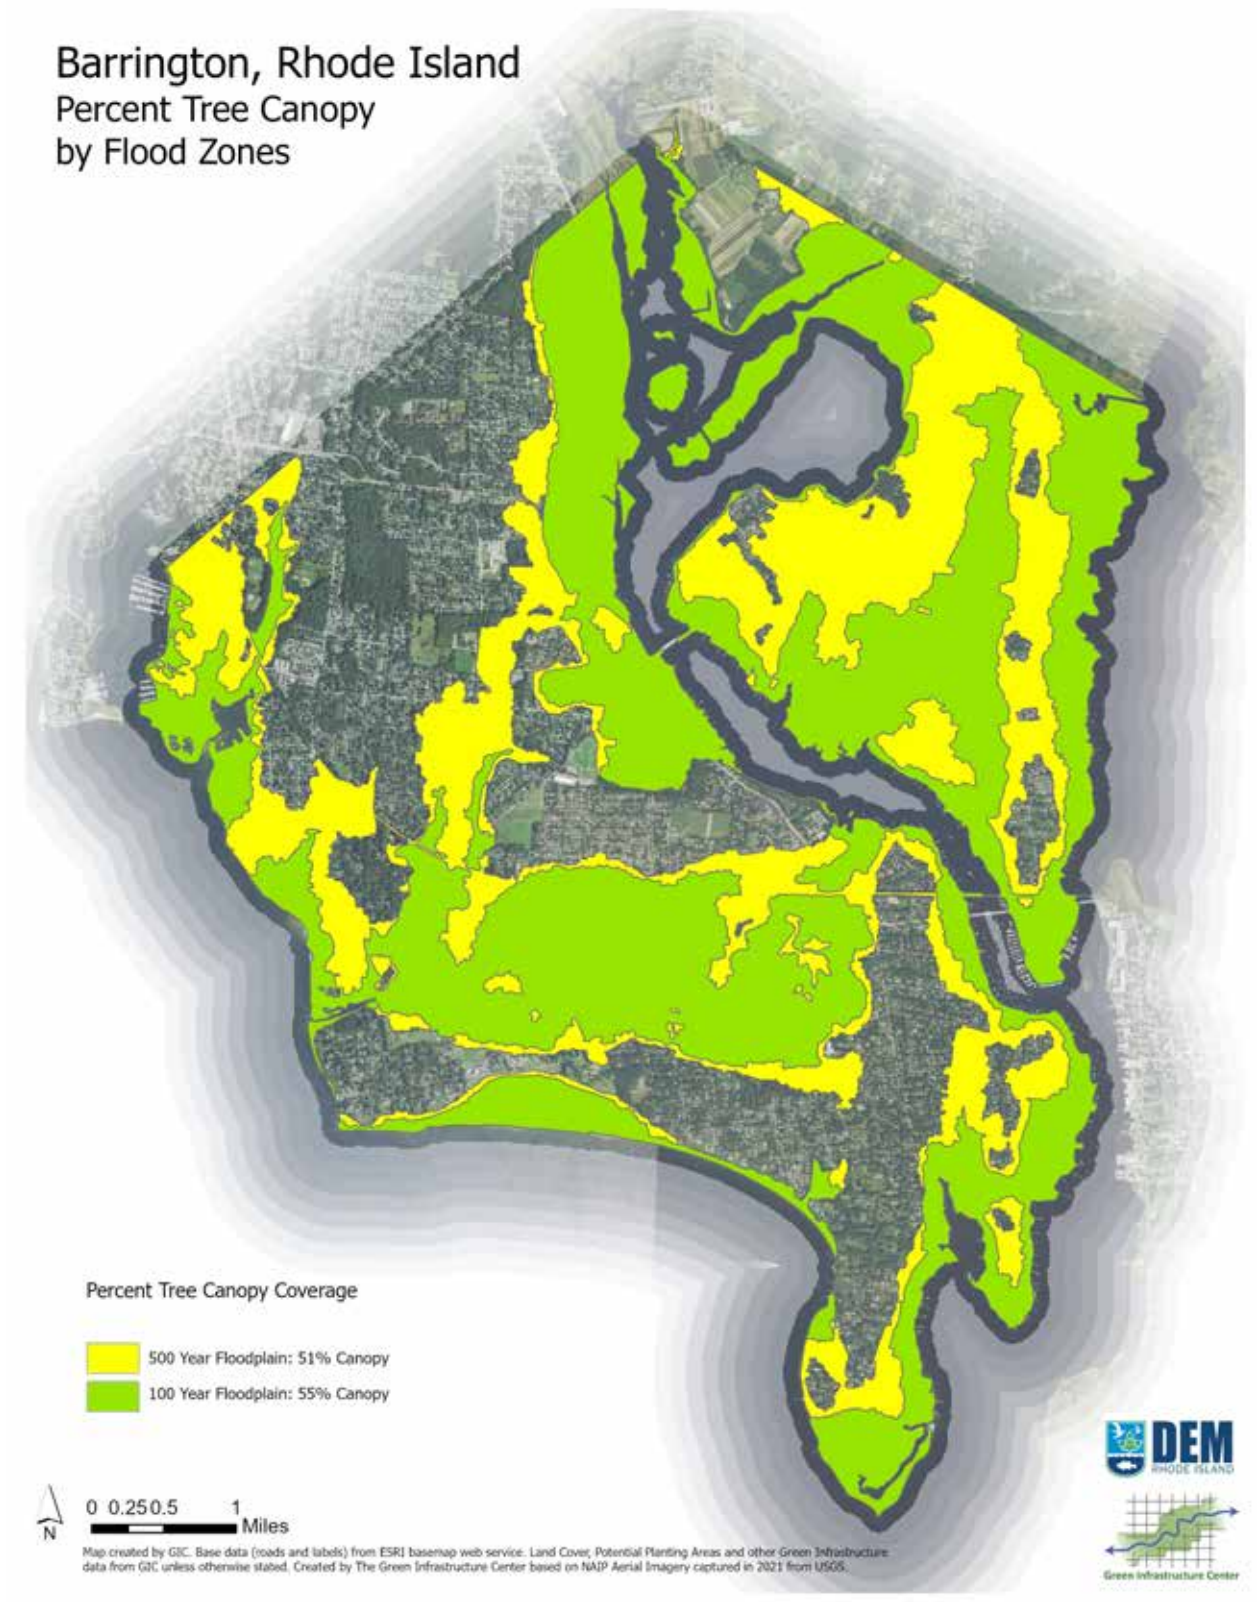 Barrington, Rhode Island
Percent Tree Canopy
by Flood Zones
Percent Tree Canopy Coverage
500 Year Floodplain: 51% Canopy
100 Year Floodplain: 55% Canopy
N
0 0.25 0.5 1
Miles
Map created by GIC. Base data (roads and labels) from ESRI basemap web service. Land Cover, Potential Planting Areas and other Green Infrastructure
data from GIC unless otherwise stated. Created by The Green Infrastructure Center based on NAIP Aerial Imagery captured in 2021 from USGS.
DEM
RHODE ISLAND
Green Infrastructure Center